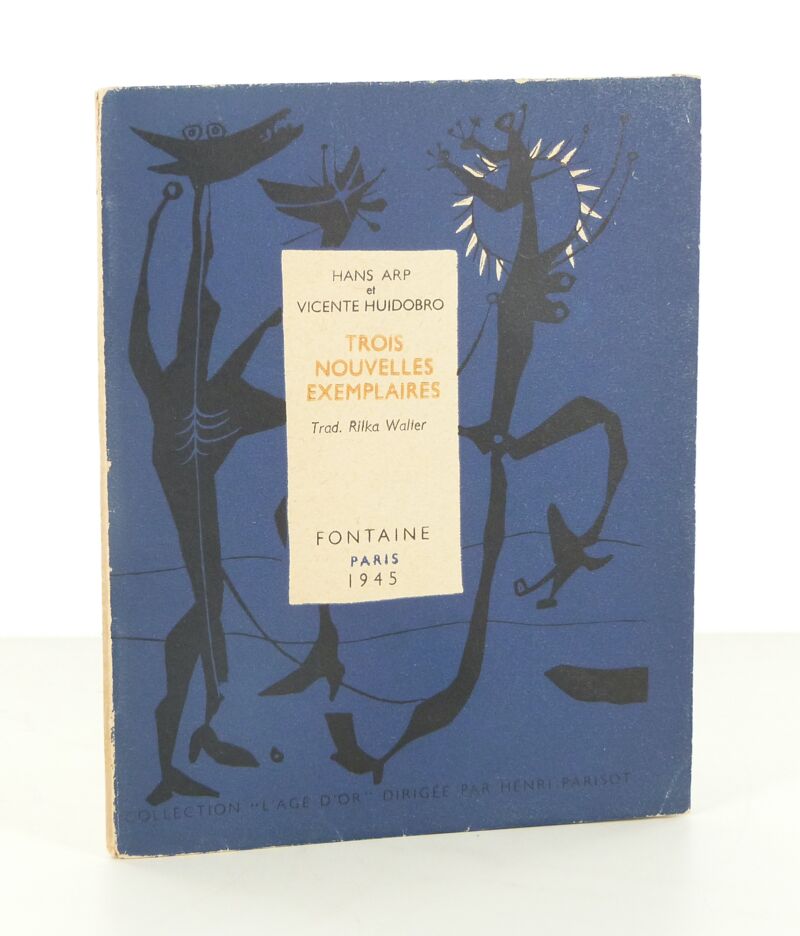 HANS ARP
et
VICENTE HUIDOBRO
TROIS
NOUVELLES
EXEMPLAIRES
Trad. Rilka Walter
FONTAINE
PARIS
1945
COLLECTION "L'AGE D'OR" DIRIGÉE PAR HENRI PARISOT